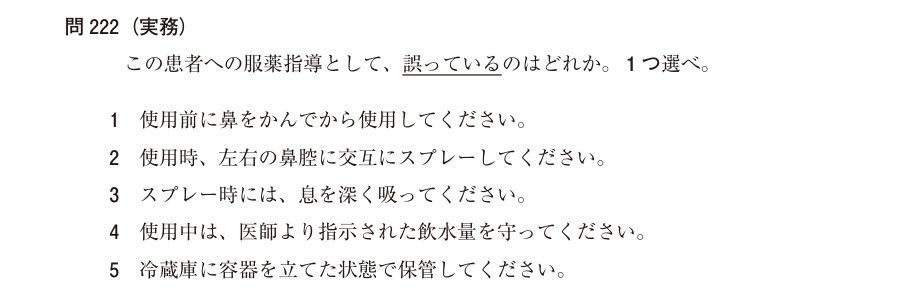 問 222（実務）
この患者への服薬指導として、誤っているのはどれか。1つ選べ。
1 使用前に鼻をかんでから使用してください。
2 使用時、左右の鼻腔に交互にスプレーしてください。
3 スプレー時には、息を深く吸ってください。
4 使用中は、医師より指示された飲水量を守ってください。
5 冷蔵庫に容器を立てた状態で保管してください。